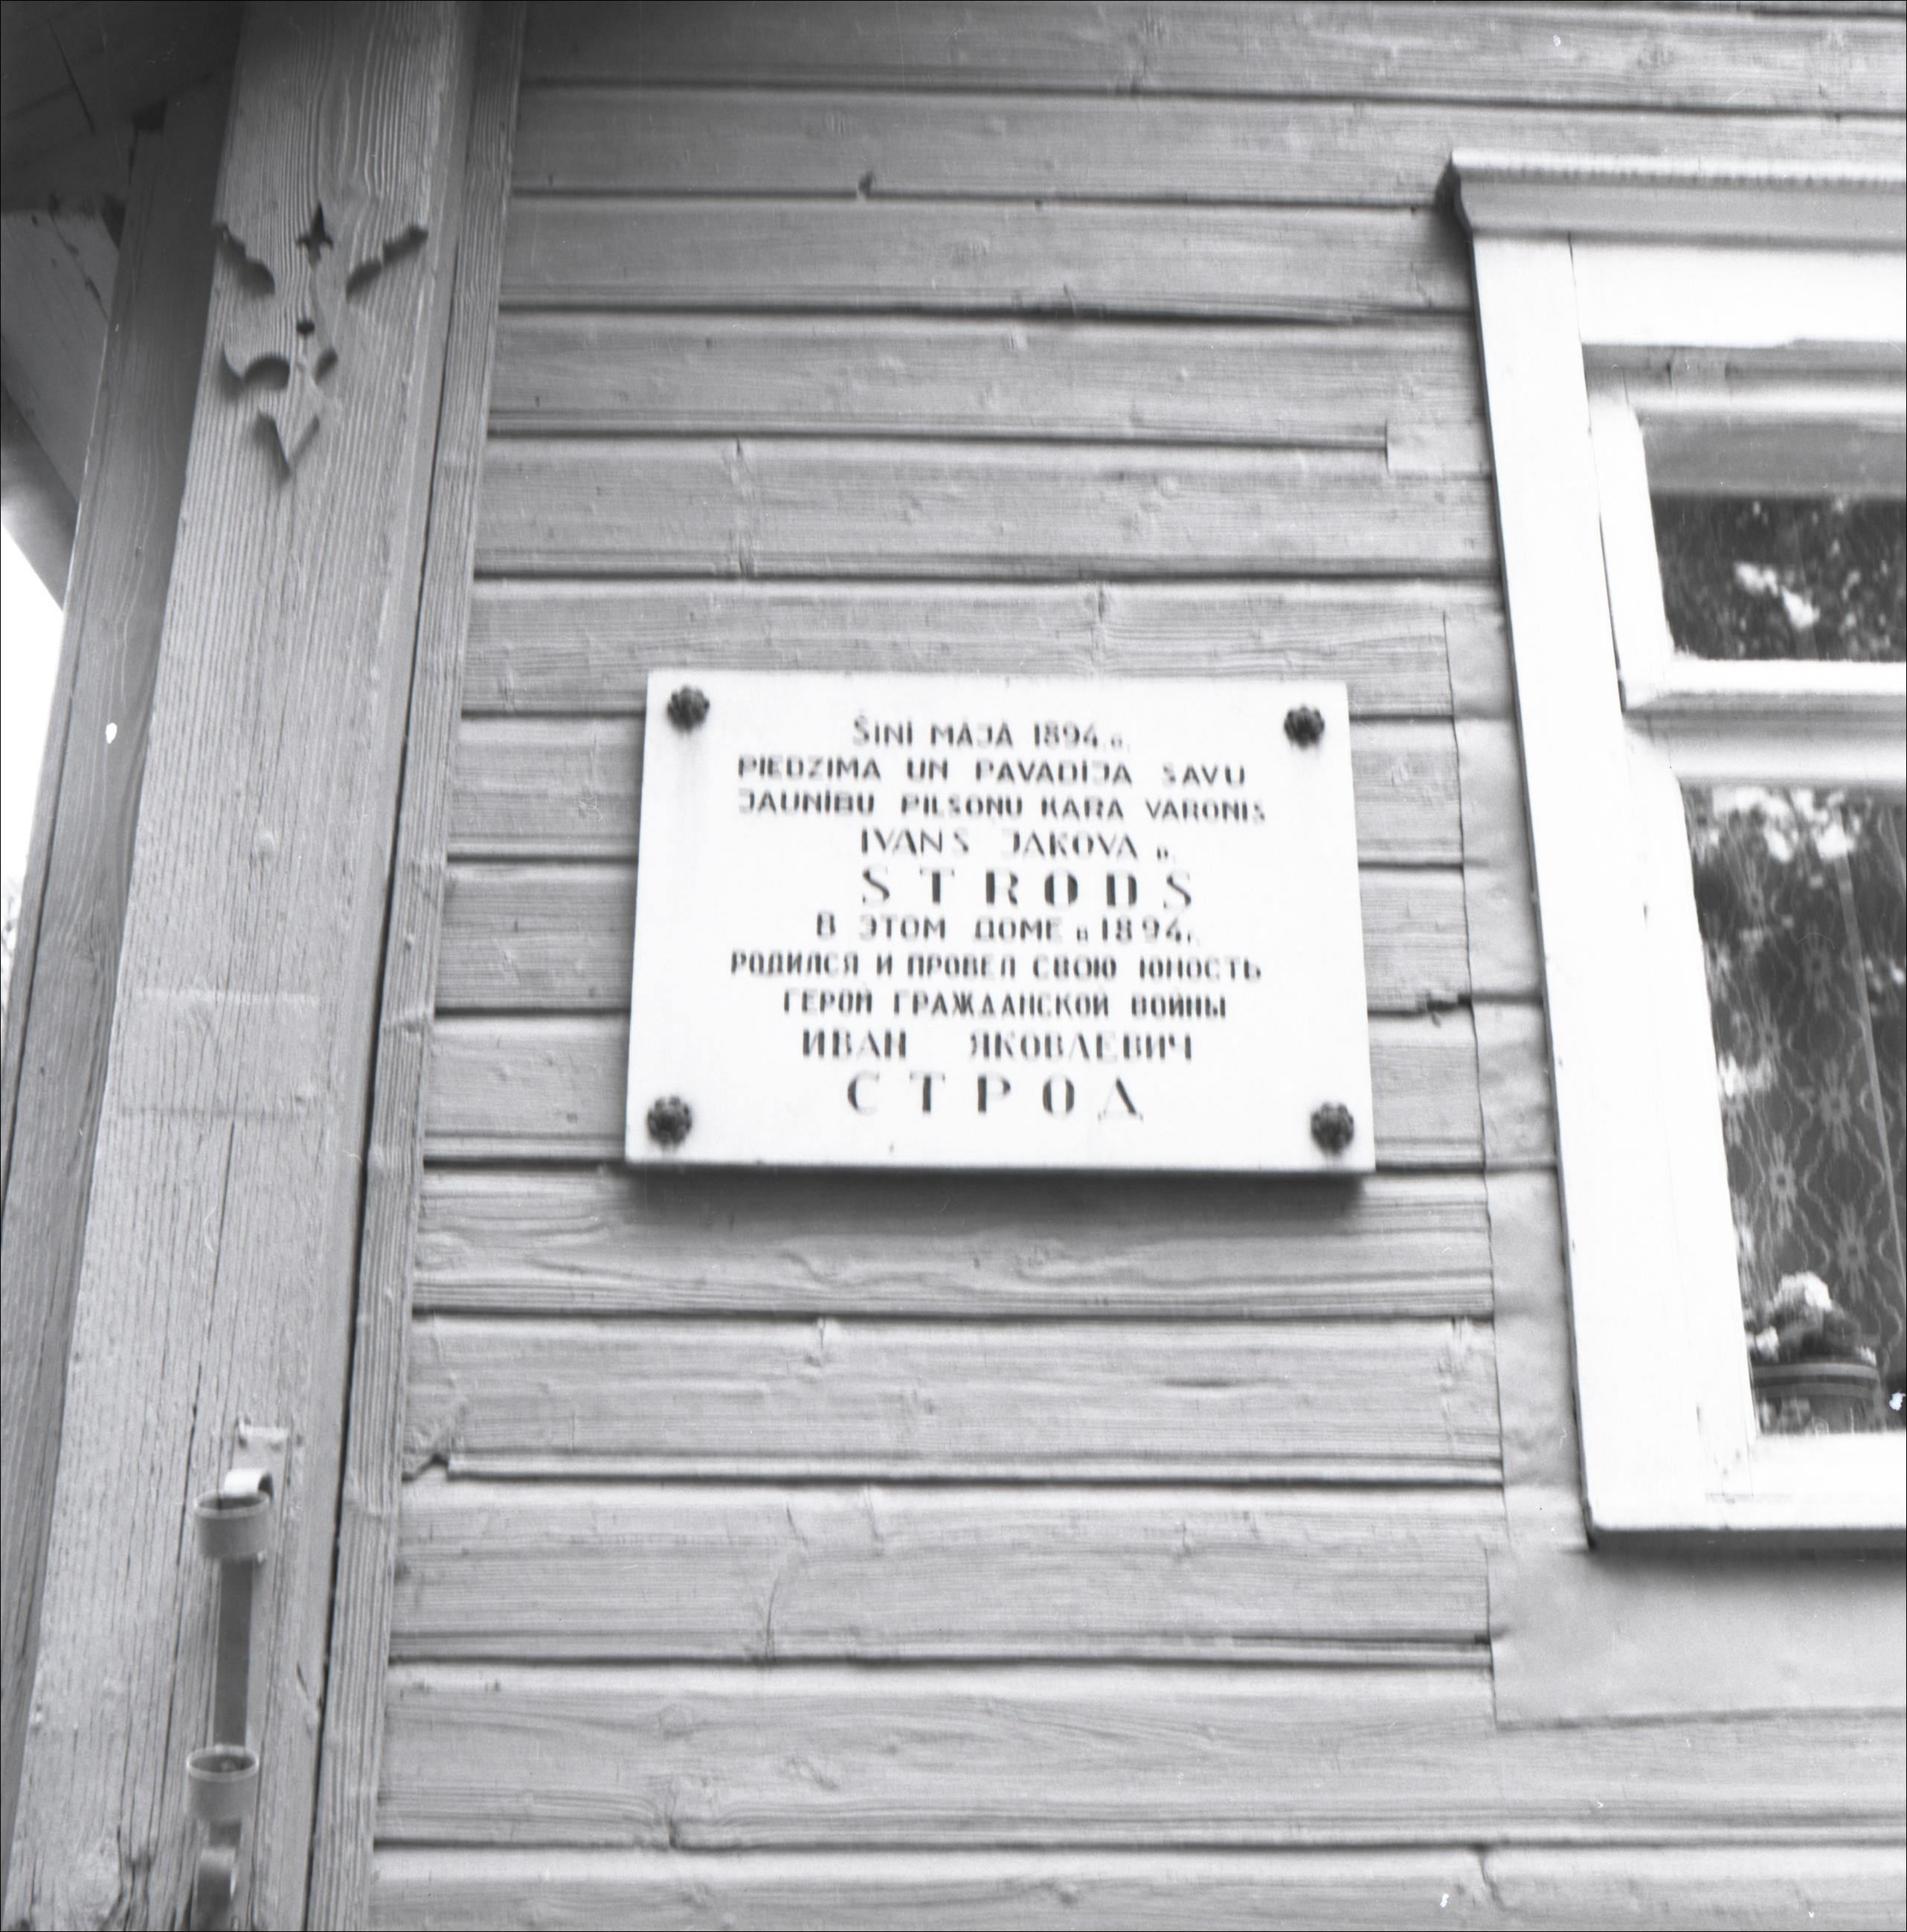 ŠINĪ MĀJĀ 1894.G.
PIEDZIMA UN PAVADĪJA SAVU
JAUNĪBU PILSOŅU KARA VARONIS
IVANS JAKOVA D.
STRODS
В ЭТОМ ДОМЕ В 1894Г.
РОДИЛСЯ И ПРОВЕЛ СВОЮ ЮНОСТЬ
ГЕРОЙ ГРАЖДАНСКОЙ ВОЙНЫ
ИВАН ЯКОВЛЕВИЧ
СТРОД